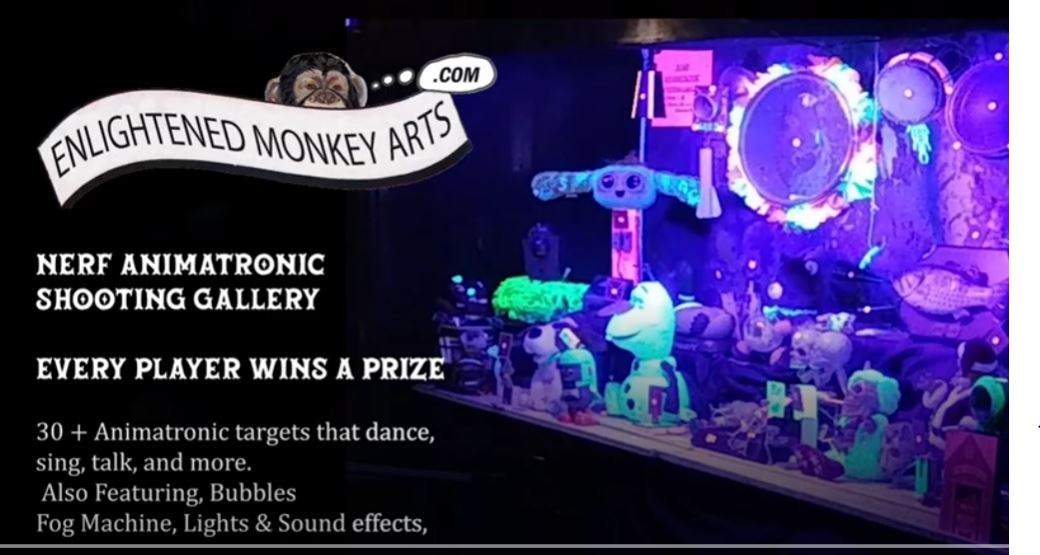 .COM
ENLIGHTENED MONKEY ARTS
NERF ANIMATRONIC
SHOOTING GALLERY
EVERY PLAYER WINS A PRIZE
30 + Animatronic targets that dance,
sing, talk, and more.
Also Featuring, Bubbles
Fog Machine, Lights & Sound effects,